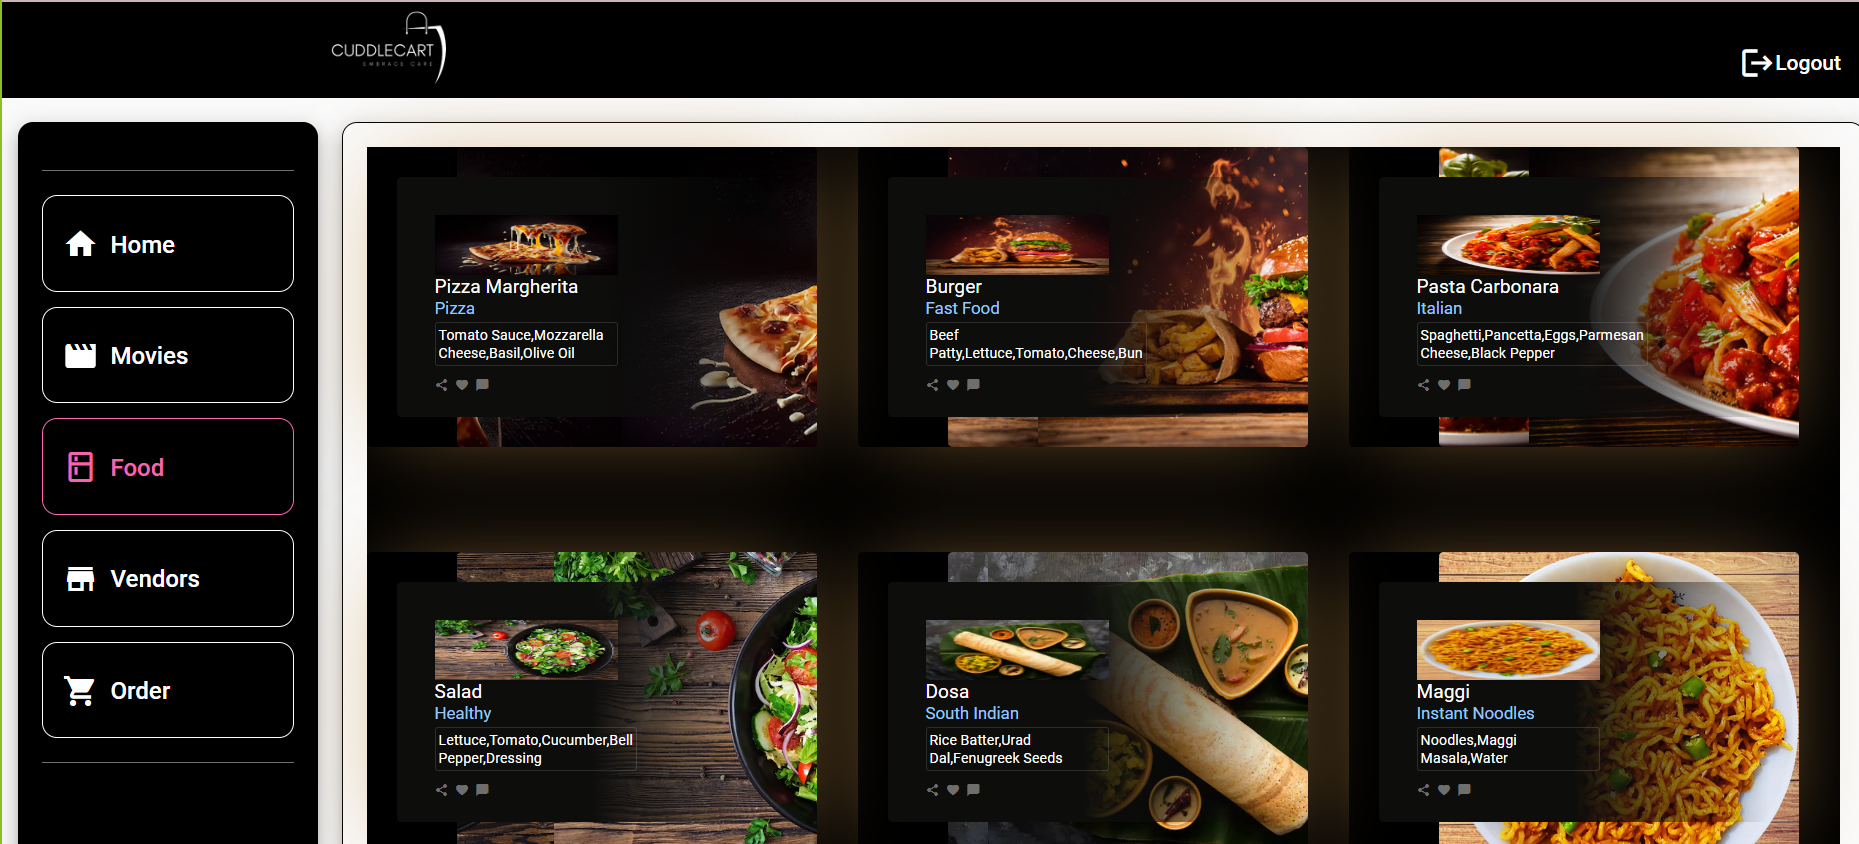 CUDDLECART
EMBRACE CARE
Logout
Home
Movies
Food
Vendors
Order
Pizza Margherita
Pizza
Tomato Sauce,Mozzarella
Cheese,Basil,Olive Oil
Burger
Fast Food
Beef
Patty,Lettuce,Tomato,Cheese,Bun
Pasta Carbonara
Italian
Spaghetti,Pancetta,Eggs,Parmesan
Cheese,Black Pepper
Salad
Healthy
Lettuce,Tomato,Cucumber,Bell
Pepper,Dressing
Dosa
South Indian
Rice Batter,Urad
Dal,Fenugreek Seeds
Maggi
Instant Noodles
Noodles,Maggi
Masala,Water